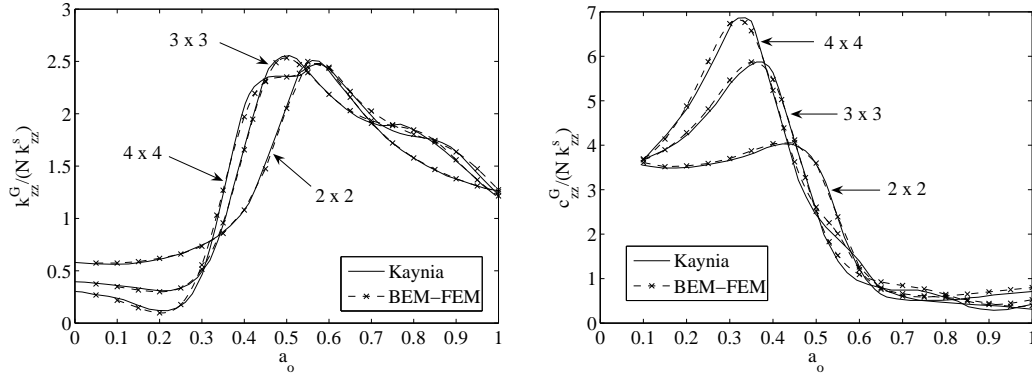 3
2.5
2
1.5
1
0.5
0
k_zz^G/(N k_zz^s)
3 x 3
4 x 4
2 x 2
Kaynia
BEM−FEM
0 0.1 0.2 0.3 0.4 0.5 0.6 0.7 0.8 0.9 1
a_o
7
6
5
4
3
2
1
0
c_zz^G/(N k_zz^s)
4 x 4
3 x 3
2 x 2
Kaynia
BEM−FEM
0 0.1 0.2 0.3 0.4 0.5 0.6 0.7 0.8 0.9 1
a_o